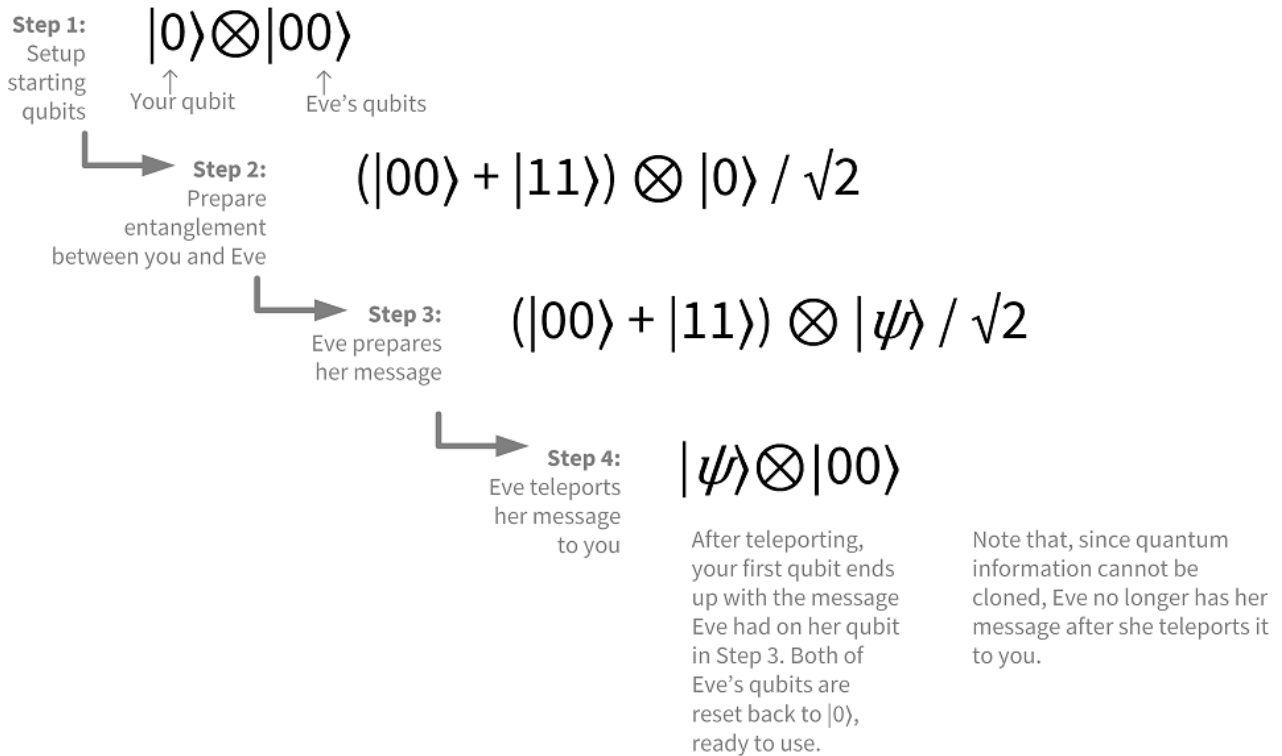 Step 1:
Setup
starting
qubits
|0⟩⊗|00⟩
↑ ↑
Your qubit Eve’s qubits
Step 2:
Prepare
entanglement
between you and Eve
(|00⟩ + |11⟩) ⊗ |0⟩ / √2
Step 3:
Eve prepares
her message
(|00⟩ + |11⟩) ⊗ |ψ⟩ / √2
Step 4:
Eve teleports
her message
to you
|ψ⟩⊗|00⟩
After teleporting,
your first qubit ends
up with the message
Eve had on her qubit
in Step 3. Both of
Eve’s qubits are
reset back to |0⟩,
ready to use.
Note that, since quantum
information cannot be
cloned, Eve no longer has her
message after she teleports it
to you.